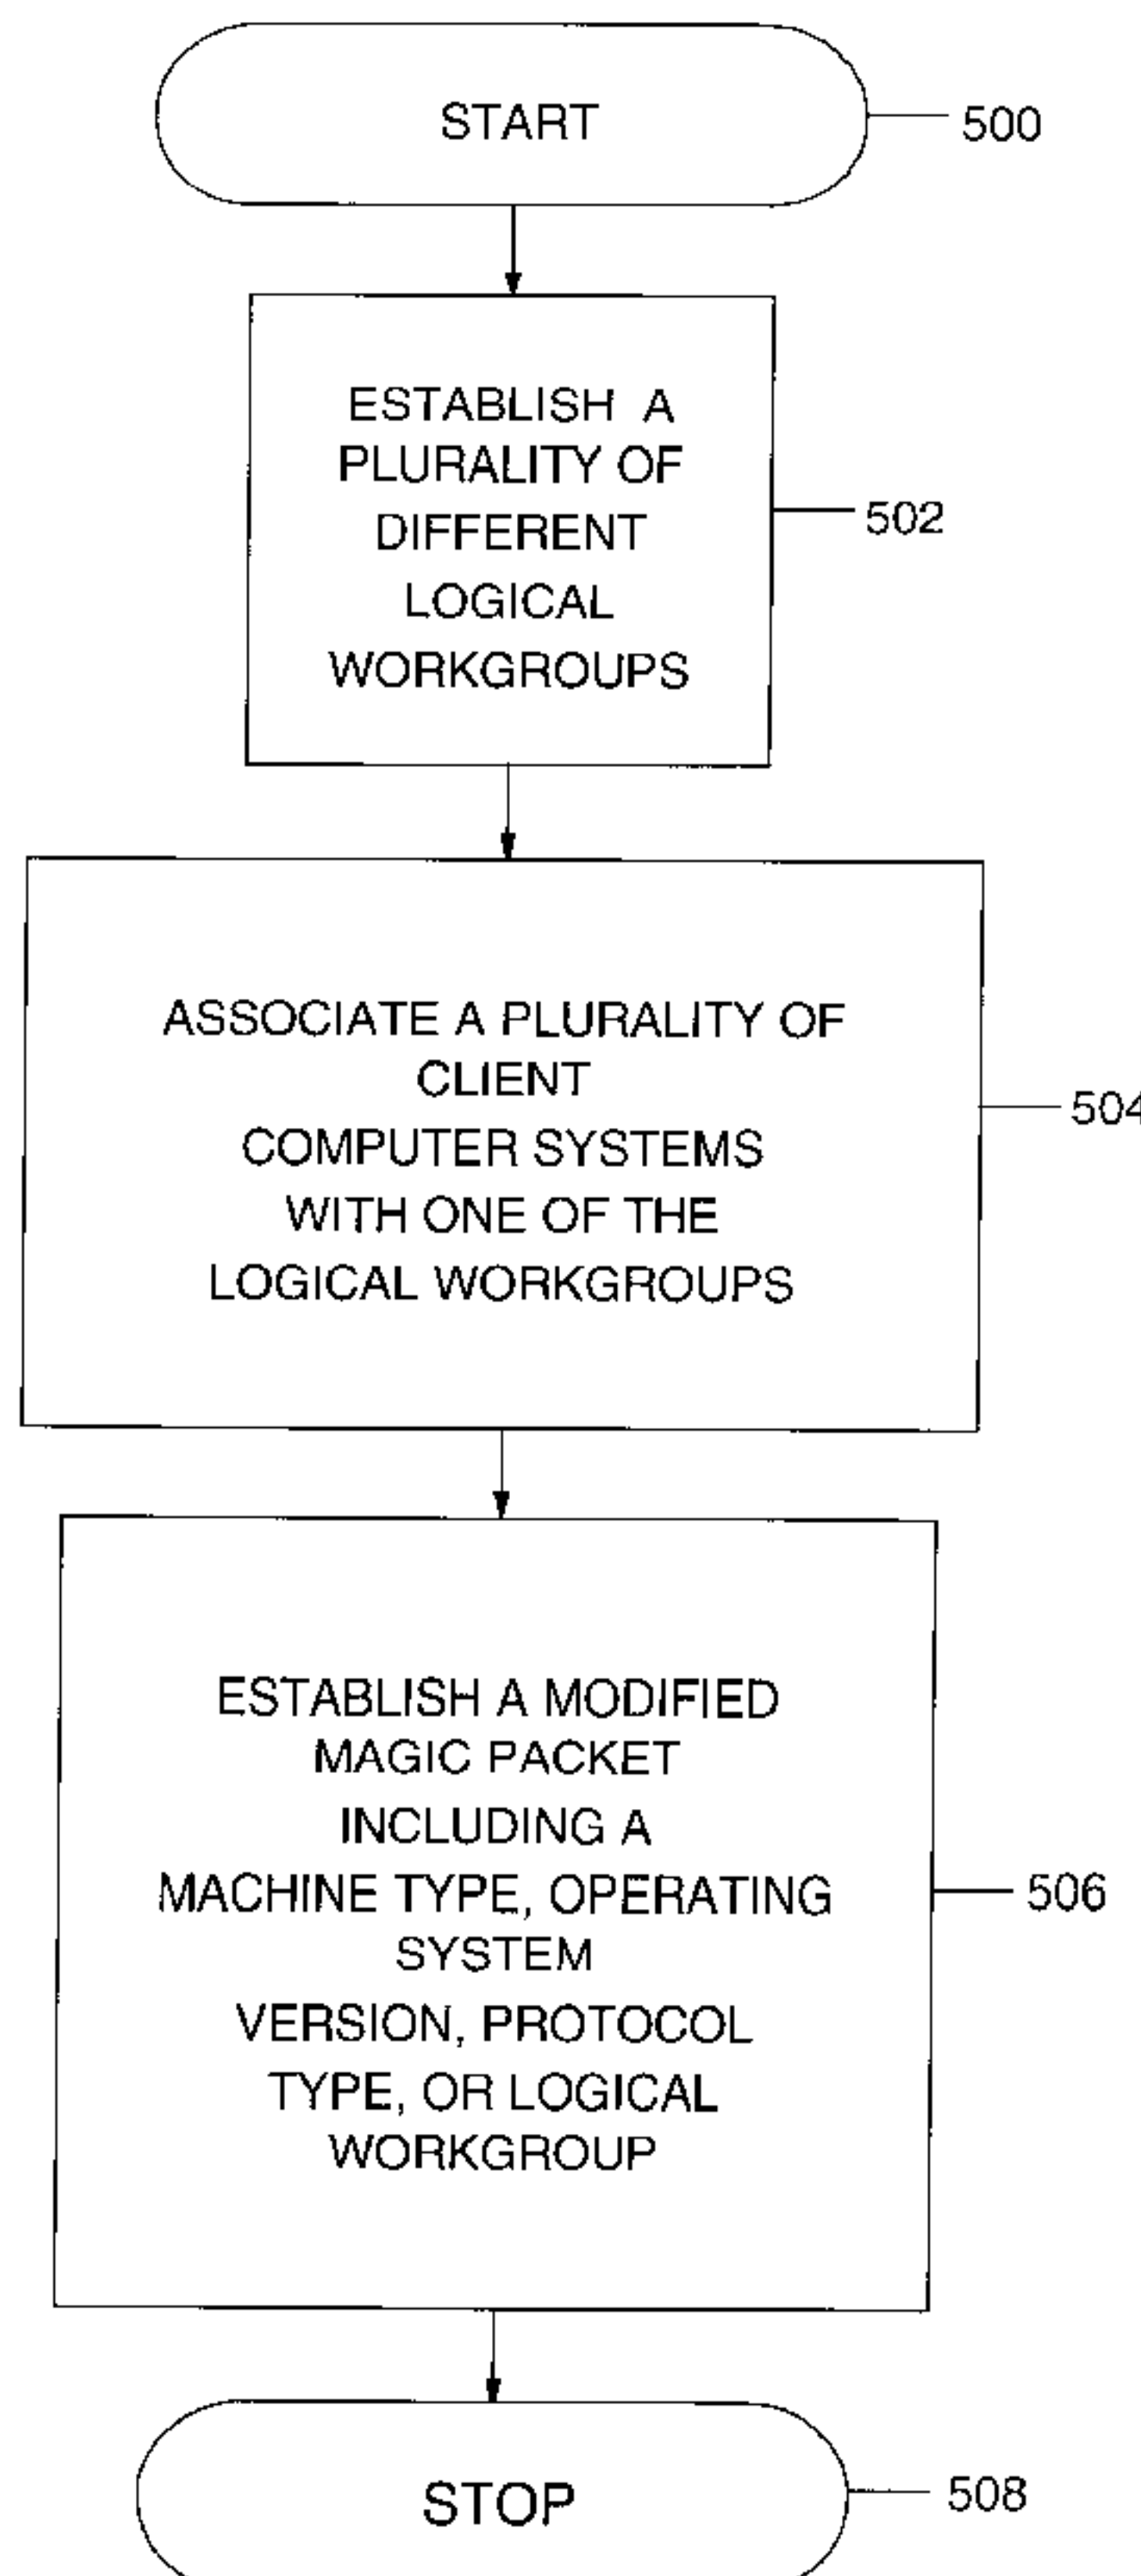 START
500
ESTABLISH A
PLURALITY OF
DIFFERENT
LOGICAL
WORKGROUPS
502
ASSOCIATE A PLURALITY OF
CLIENT
COMPUTER SYSTEMS
WITH ONE OF THE
LOGICAL WORKGROUPS
504
ESTABLISH A MODIFIED
MAGIC PACKET
INCLUDING A
MACHINE TYPE, OPERATING
SYSTEM
VERSION, PROTOCOL
TYPE, OR LOGICAL
WORKGROUP
506
STOP
508